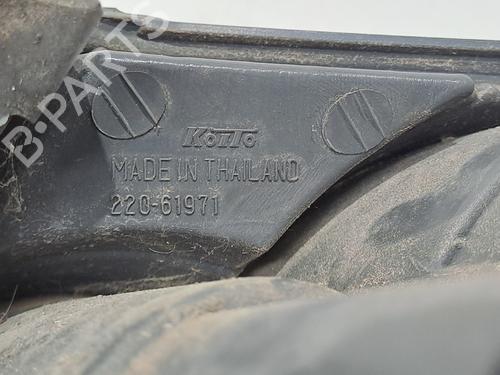 B-PARTS
KOITO
MADE IN THAILAND
220-61971